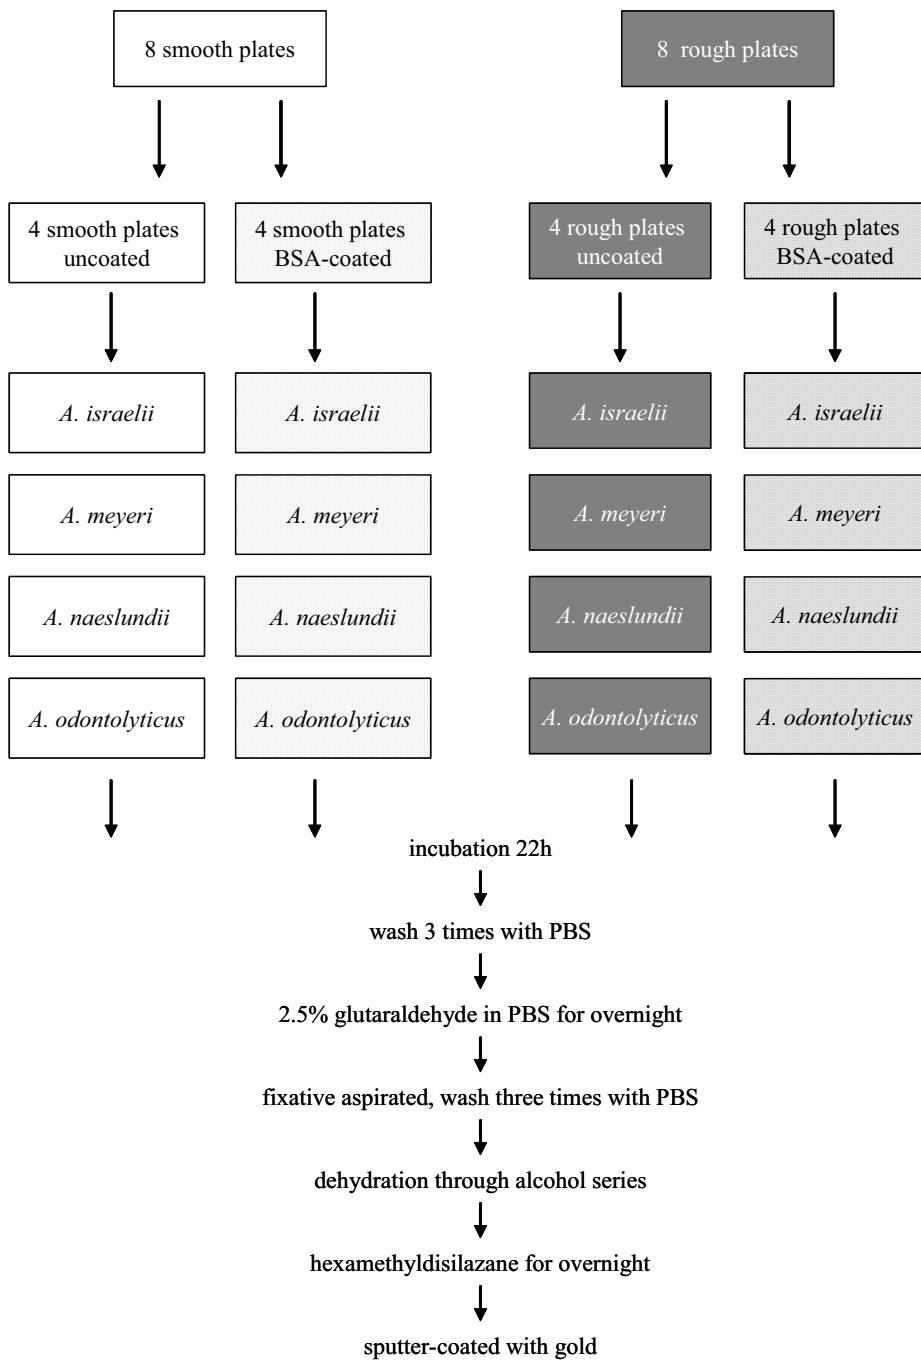 8 smooth plates
8 rough plates
4 smooth plates
uncoated
4 smooth plates
BSA-coated
4 rough plates
uncoated
4 rough plates
BSA-coated
A. israelii
A. israelii
A. israelii
A. israelii
A. meyeri
A. meyeri
A. meyeri
A. meyeri
A. naeslundii
A. naeslundii
A. naeslundii
A. naeslundii
A. odontolyticus
A. odontolyticus
A. odontolyticus
A. odontolyticus
incubation 22h
wash 3 times with PBS
2.5% glutaraldehyde in PBS for overnight
fixative aspirated, wash three times with PBS
dehydration through alcohol series
hexamethyldisilazane for overnight
sputter-coated with gold